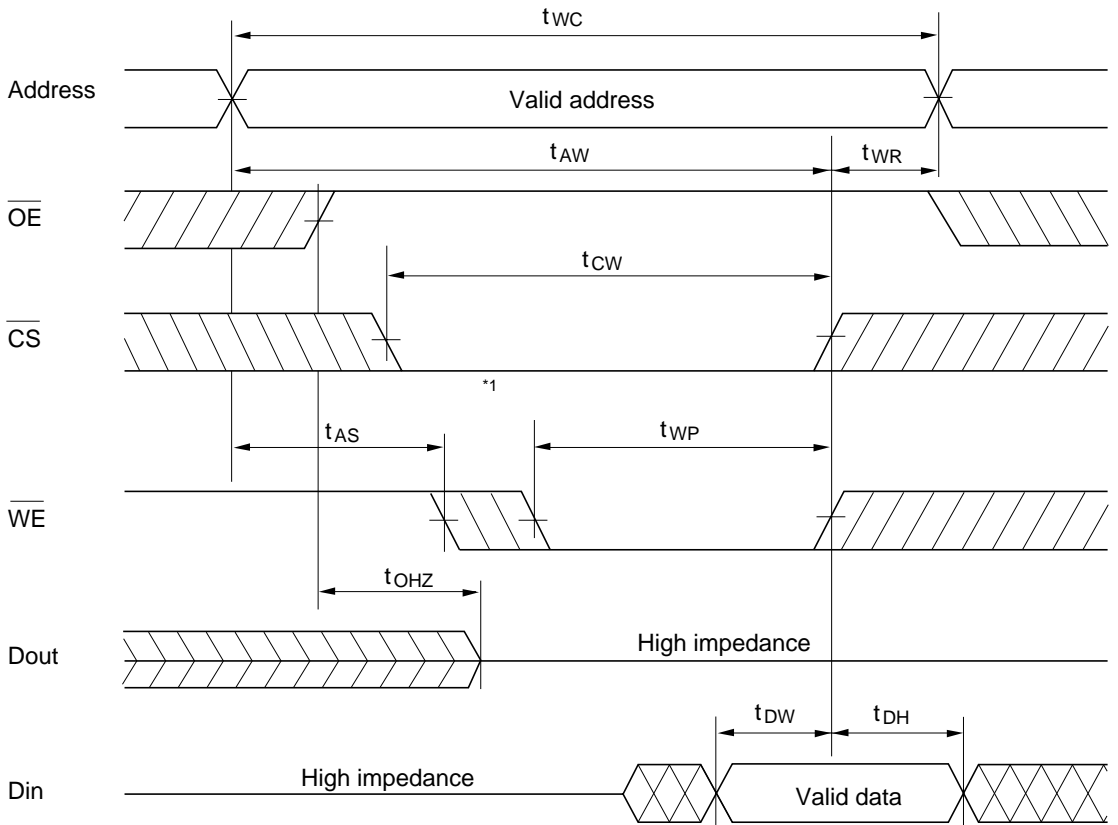 tWC
Address
Valid address
tAW
tWR
OE
tCW
CS
*1
tAS
tWP
WE
tOHZ
Dout
High impedance
tDW
tDH
Din
High impedance
Valid data